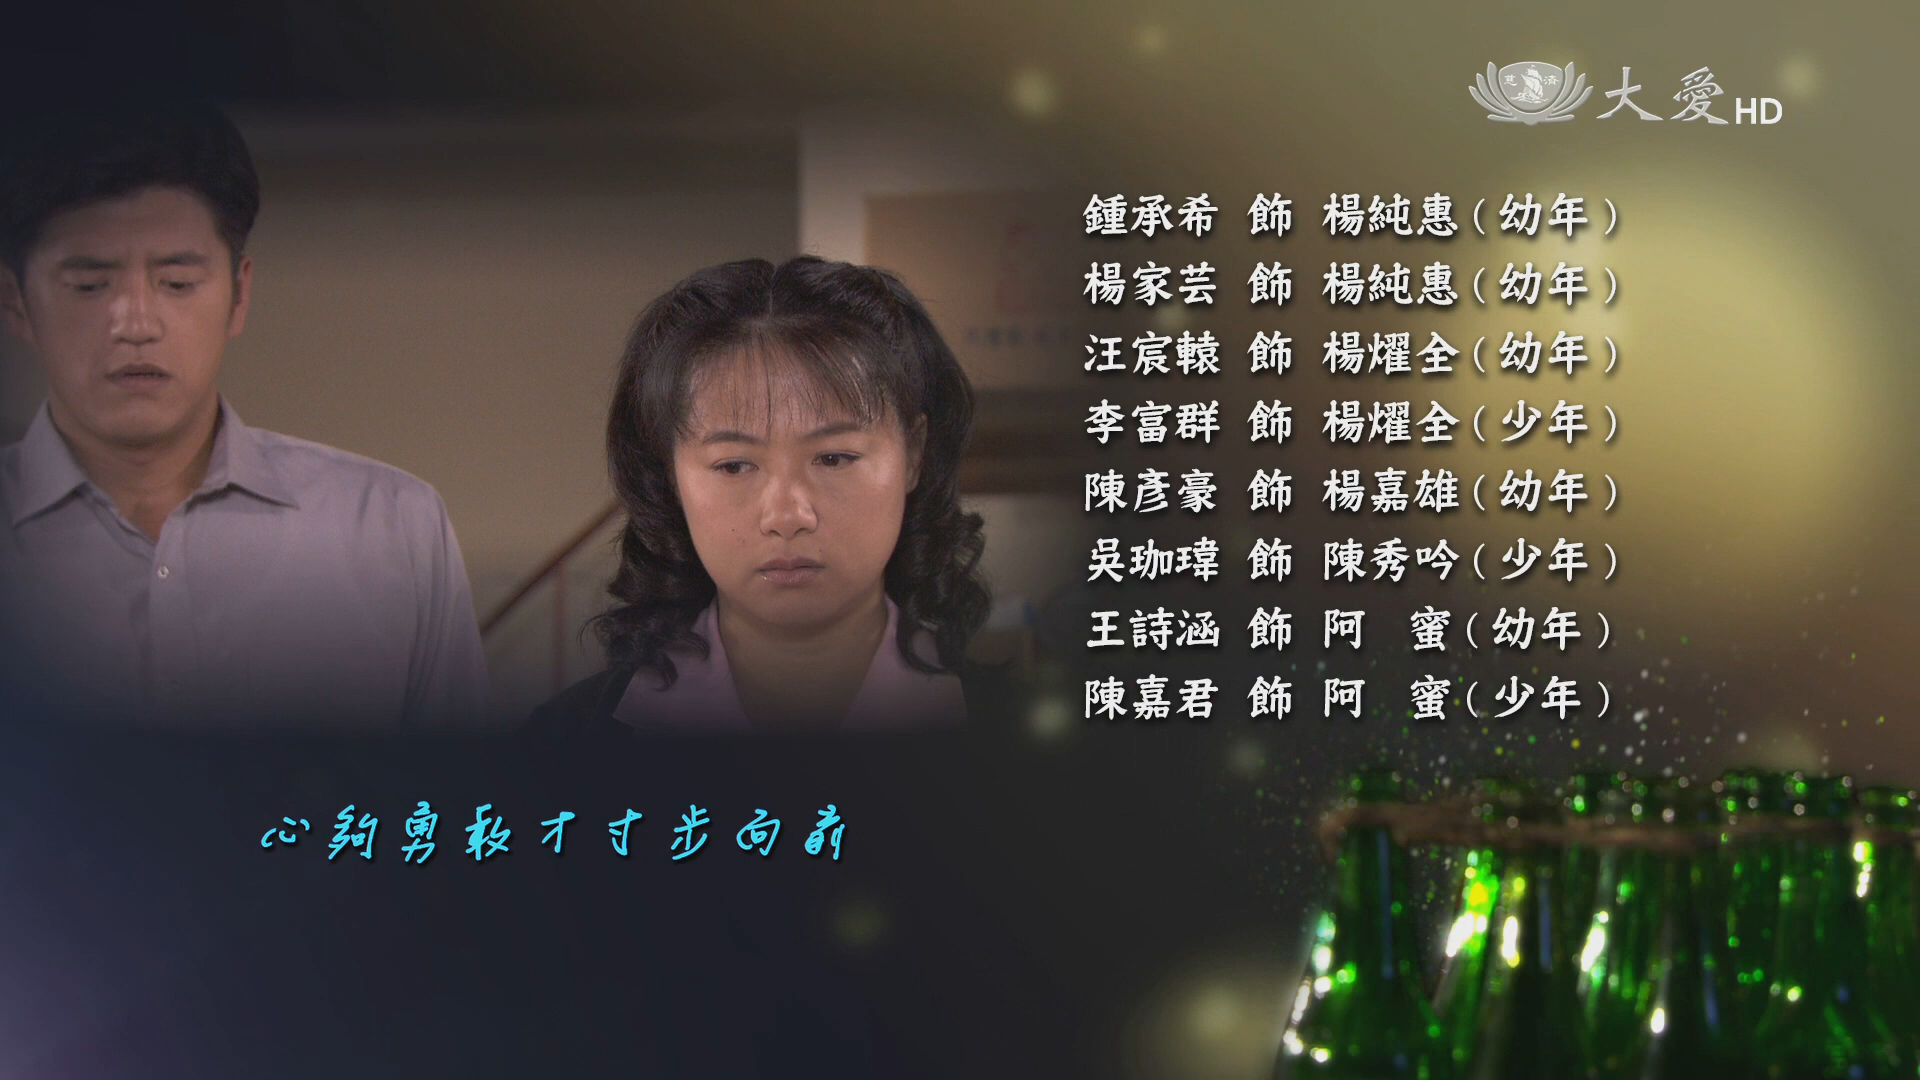 慈濟
大愛HD
鍾承希 飾 楊純惠(幼年)
楊家芸 飾 楊純惠(幼年)
汪宸轅 飾 楊燿全(幼年)
李富群 飾 楊燿全(少年)
陳彥豪 飾 楊嘉雄(幼年)
吳珈瑋 飾 陳秀吟(少年)
王詩涵 飾 阿 蜜(幼年)
陳嘉君 飾 阿 蜜(少年)
心夠勇敢才寸步向前